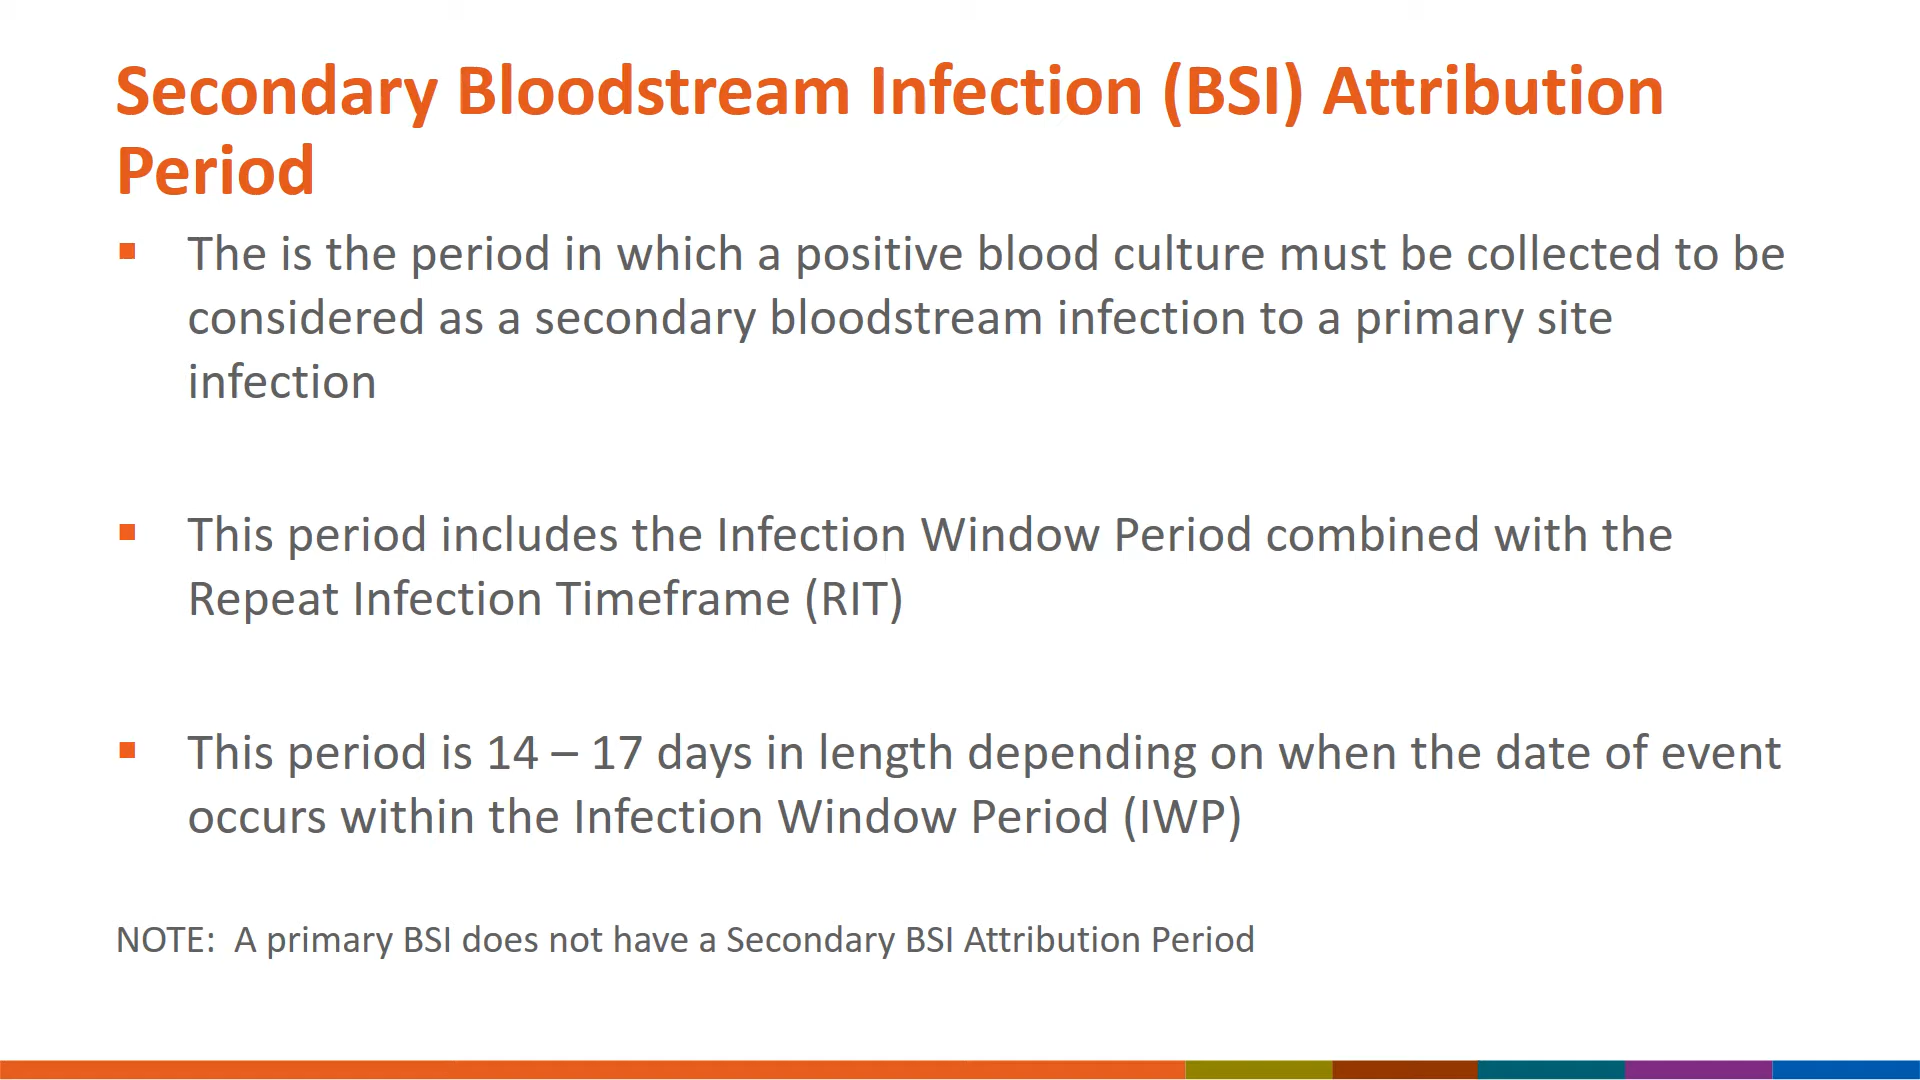 Secondary Bloodstream Infection (BSI) Attribution
Period
▪ The is the period in which a positive blood culture must be collected to be
considered as a secondary bloodstream infection to a primary site
infection
▪ This period includes the Infection Window Period combined with the
Repeat Infection Timeframe (RIT)
▪ This period is 14 – 17 days in length depending on when the date of event
occurs within the Infection Window Period (IWP)
NOTE:  A primary BSI does not have a Secondary BSI Attribution Period